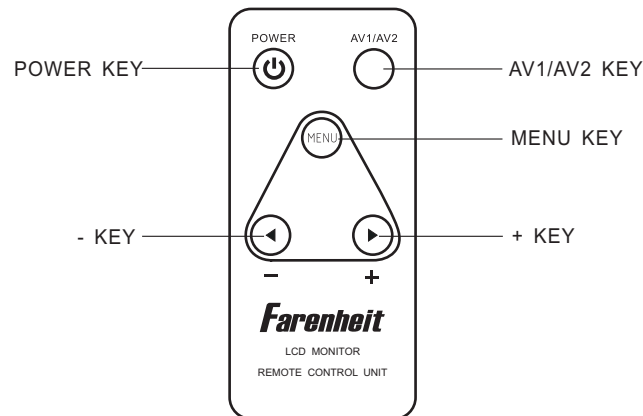 POWER AV1/AV2
POWER KEY AV1/AV2 KEY
MENU MENU KEY
- KEY + KEY
− +
Farenheit
LCD MONITOR
REMOTE CONTROL UNIT